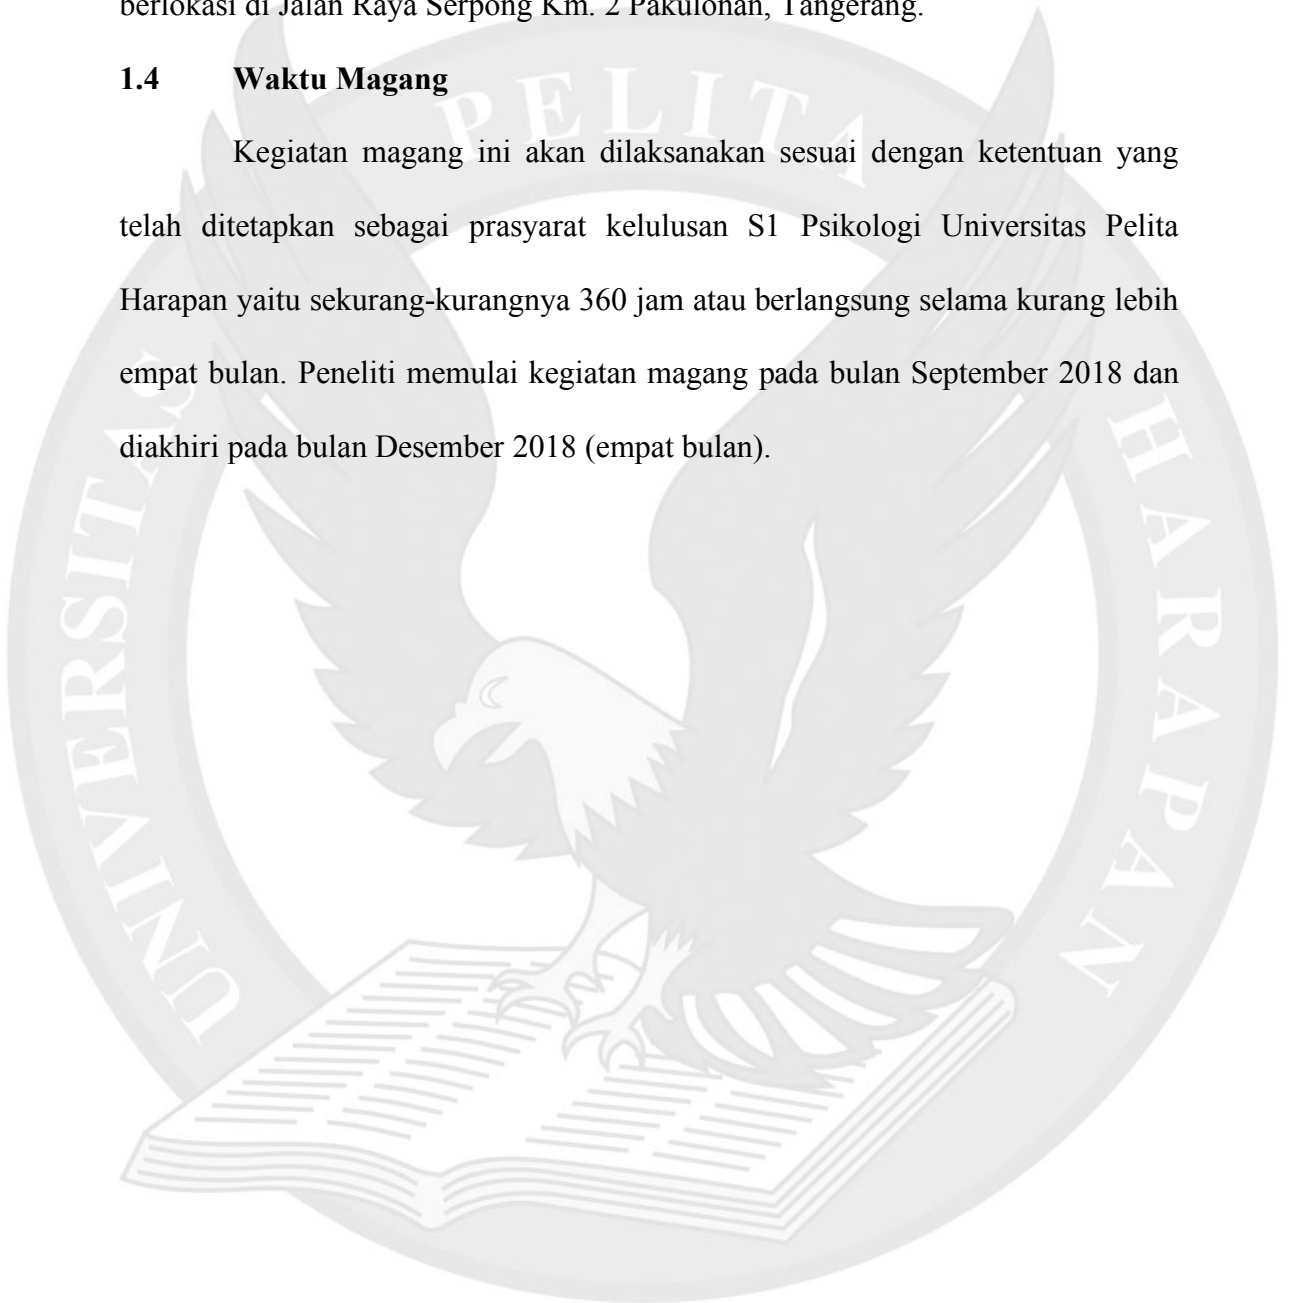 berlokasi di Jalan Raya Serpong Km. 2 Pakulonan, Tangerang.
1.4 Waktu Magang
Kegiatan magang ini akan dilaksanakan sesuai dengan ketentuan yang
telah ditetapkan sebagai prasyarat kelulusan S1 Psikologi Universitas Pelita
Harapan yaitu sekurang-kurangnya 360 jam atau berlangsung selama kurang lebih
empat bulan. Peneliti memulai kegiatan magang pada bulan September 2018 dan
diakhiri pada bulan Desember 2018 (empat bulan).
UNIVERSITAS PELITA HARAPAN